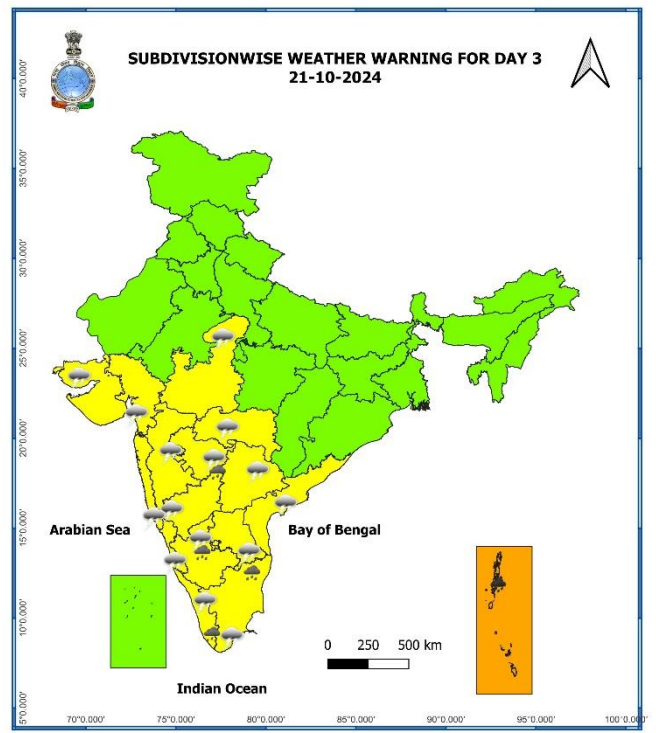 SUBDIVISIONWISE WEATHER WARNING FOR DAY 3
21-10-2024
40°0.000'
35°0.000'
30°0.000'
25°0.000'
20°0.000'
15°0.000'
10°0.000'
5°0.000'
Arabian Sea
Bay of Bengal
0 250 500 km
Indian Ocean
70°0.000' 75°0.000' 80°0.000' 85°0.000' 90°0.000' 95°0.000' 100°0.000'